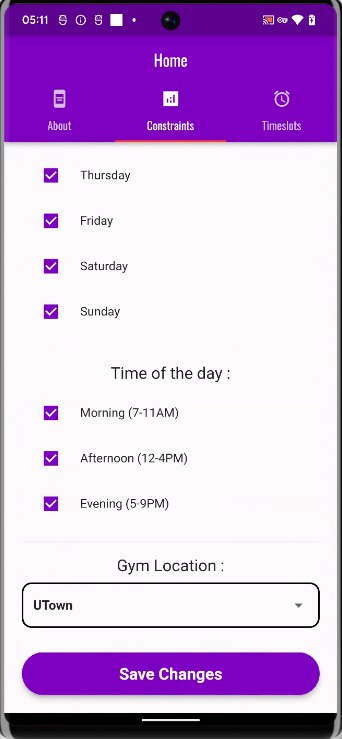 05:11
Home
About
Constraints
Timeslots
Thursday
Friday
Saturday
Sunday
Time of the day :
Morning (7-11AM)
Afternoon (12-4PM)
Evening (5-9PM)
Gym Location :
UTown
Save Changes